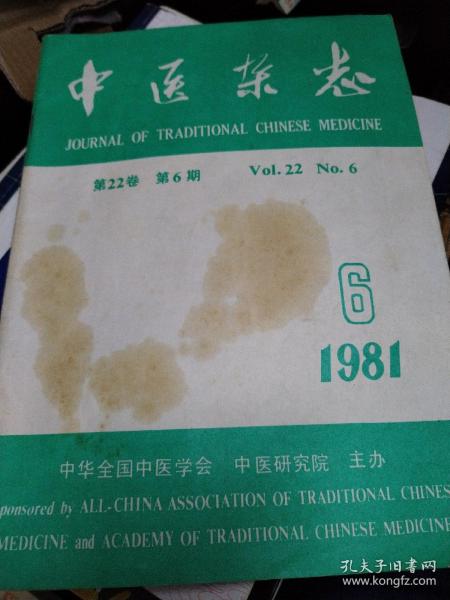 中医杂志
JOURNAL OF TRADITIONAL CHINESE MEDICINE
第22卷 第6期 Vol. 22 No. 6
6
1981
中华全国中医学会 中医研究院 主办
ponsored by ALL-CHINA ASSOCIATION OF TRADITIONAL CHINES
MEDICINE and ACADEMY OF TRADITIONAL CHINESE MEDICINE
孔夫子旧书网
www.kongfz.com